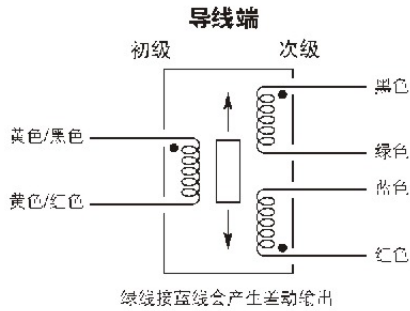 导线端
初级 次级
黑色
黄色/黑色
绿色
蓝色
黄色/红色
红色
绿线接蓝线会产生差动输出